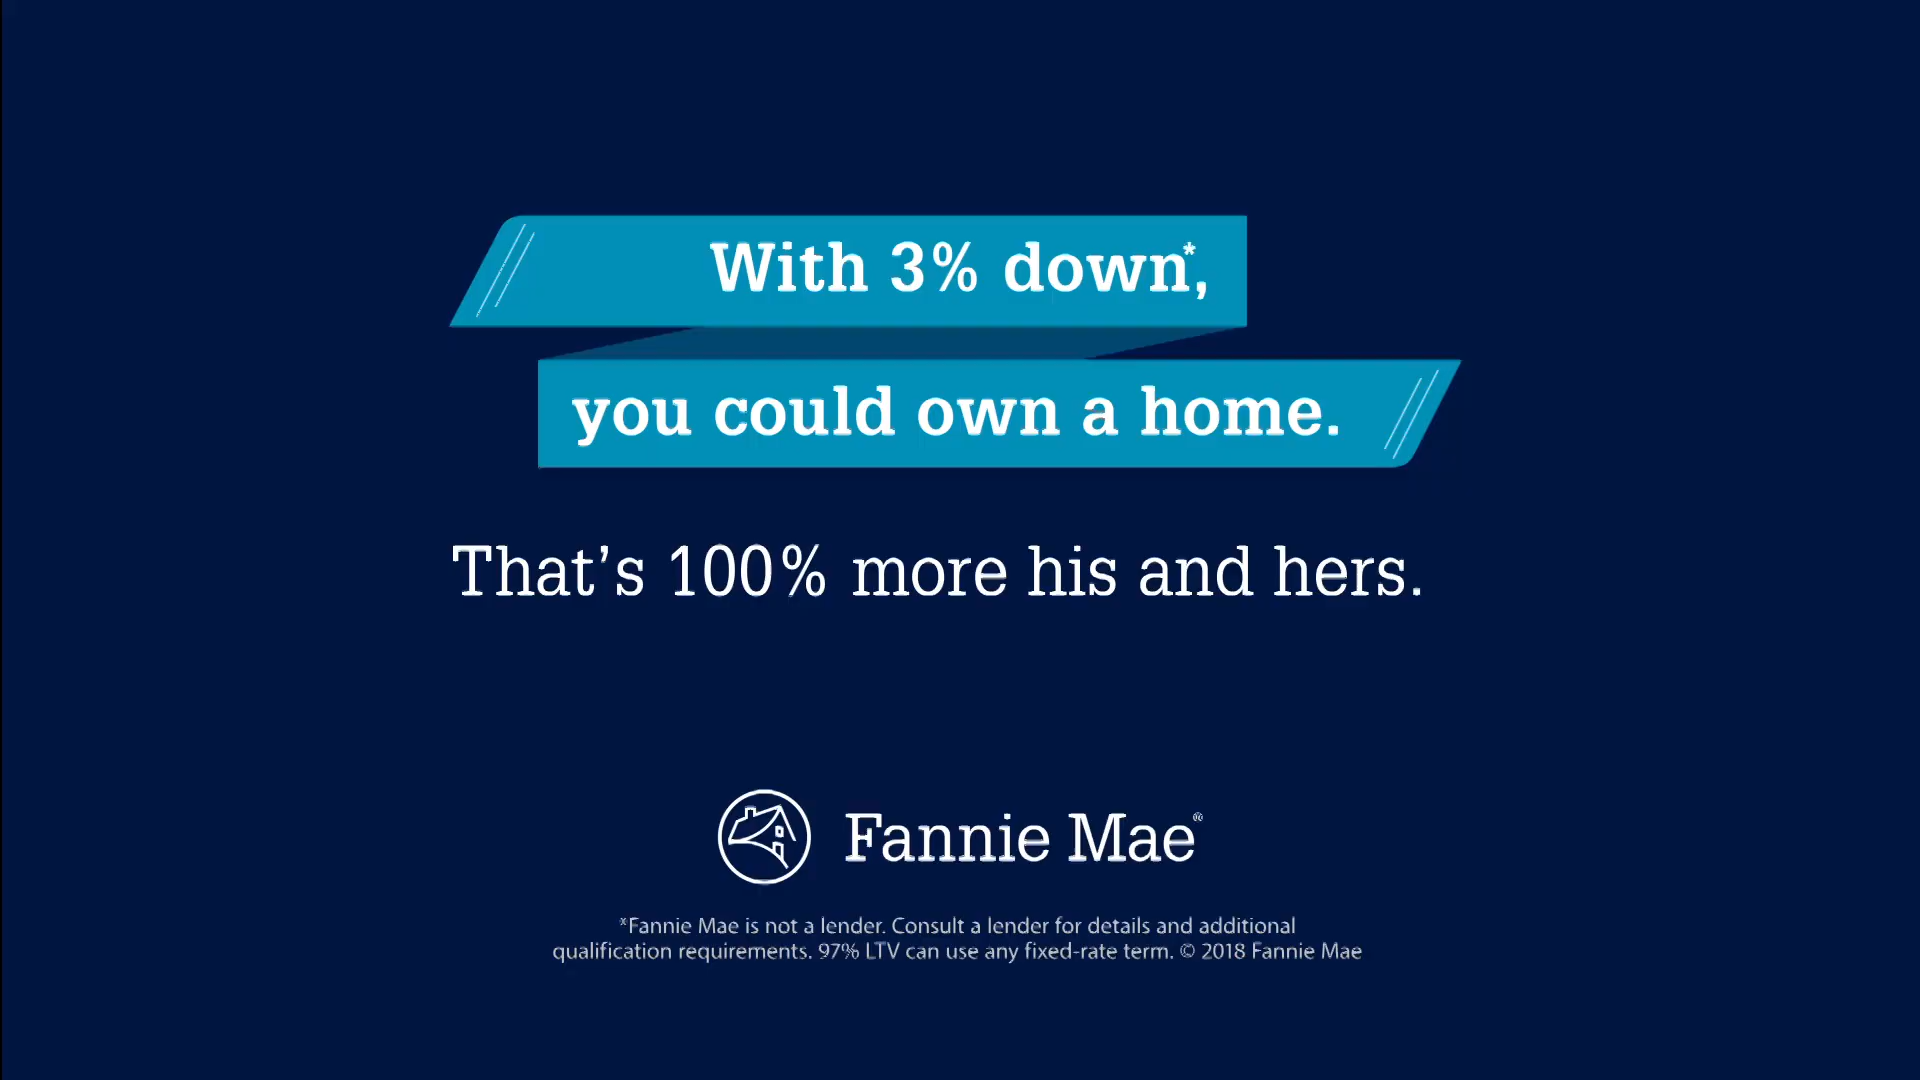 With 3% down*,
you could own a home.
That’s 100% more his and hers.
Fannie Mae®
*Fannie Mae is not a lender. Consult a lender for details and additional
qualification requirements. 97% LTV can use any fixed-rate term. © 2018 Fannie Mae